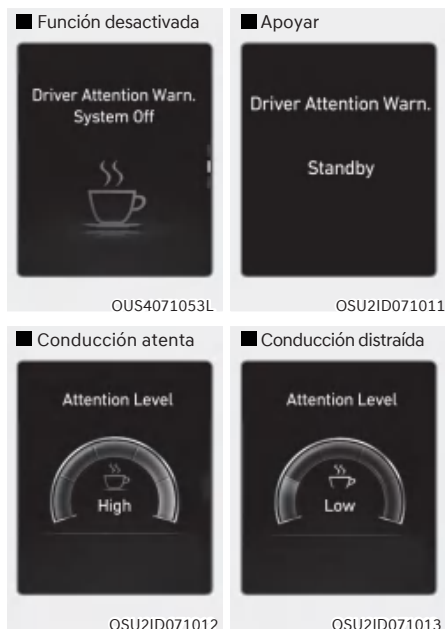 Función desactivada
Driver Attention Warn.
System Off
OUS4071053L
Apoyar
Driver Attention Warn.
Standby
OSU2ID071011
Conducción atenta
Attention Level
High
OSU2ID071012
Conducción distraída
Attention Level
Low
OSU2ID071013